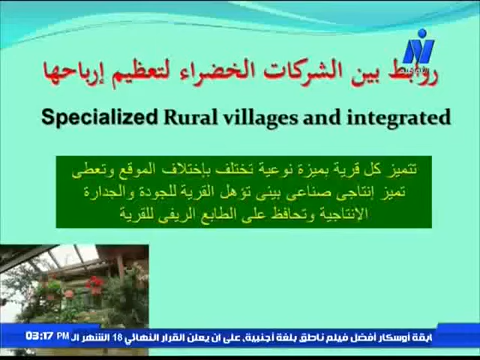 روابط بين الشركات الخضراء لتعظيم إرباحها
Specialized Rural villages and integrated
تتميز كل قرية بميزة نوعية تختلف بإختلاف الموقع وتعطى
تميز إنتاجى صناعى بيئى تؤهل القرية للجودة والجدارة
الإنتاجية وتحافظ على الطابع الريفى للقرية
03:17 PM
ابقة أوسكار أفضل فيلم ناطق بلغة أجنبية، على ان يعلن القرار النهائي 18 الشهر ال